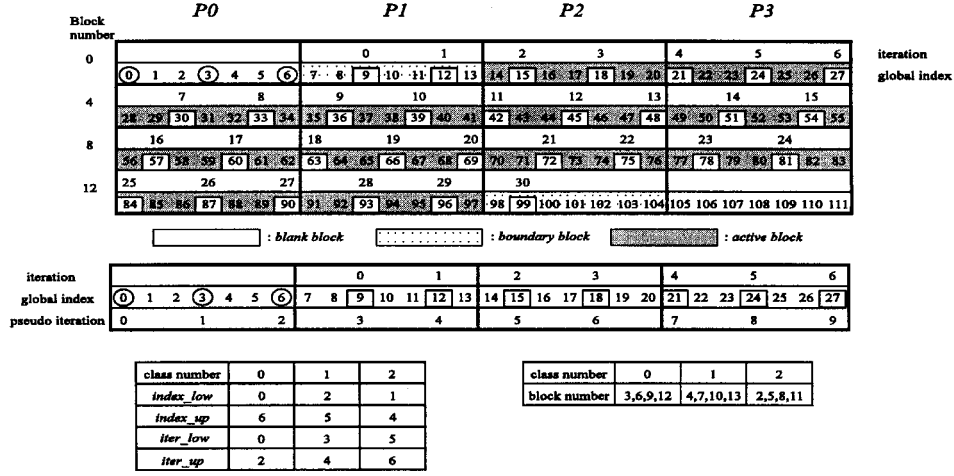 P0 P1 P2 P3
Block number
0 1 2 3 4 5 6 iteration
0
0 1 2 3 4 5 6 7 8 9 10 11 12 13 14 15 16 17 18 19 20 21 22 23 24 25 26 27 global index
7 8 9 10 11 12 13 14 15
4
28 29 30 31 32 33 34 35 36 37 38 39 40 41 42 43 44 45 46 47 48 49 50 51 52 53 54 55
16 17 18 19 20 21 22 23 24
8
56 57 58 59 60 61 62 63 64 65 66 67 68 69 70 71 72 73 74 75 76 77 78 79 80 81 82 83
25 26 27 28 29 30
12
84 85 86 87 88 89 90 91 92 93 94 95 96 97 98 99 100 101 102 103 104 105 106 107 108 109 110 111
: blank block : boundary block : active block
iteration 0 1 2 3 4 5 6
global index 0 1 2 3 4 5 6 7 8 9 10 11 12 13 14 15 16 17 18 19 20 21 22 23 24 25 26 27
pseudo iteration 0 1 2 3 4 5 6 7 8 9
class number 0 1 2
index_low 0 2 1
index_up 6 5 4
iter_low 0 3 5
iter_up 2 4 6
class number 0 1 2
block number 3,6,9,12 4,7,10,13 2,5,8,11